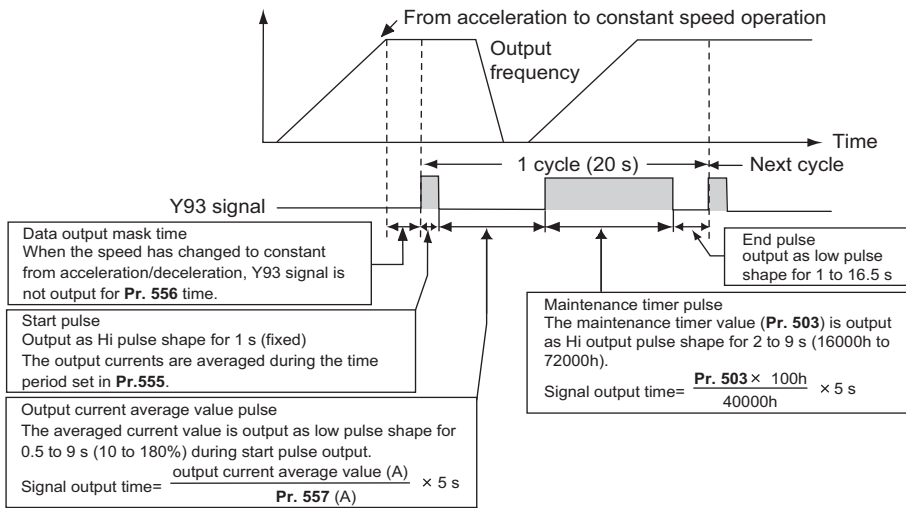 From acceleration to constant speed operation
Output
frequency
Time
1 cycle (20 s)
Next cycle
Y93 signal
Data output mask time
When the speed has changed to constant
from acceleration/deceleration, Y93 signal is
not output for Pr. 556 time.
Start pulse
Output as Hi pulse shape for 1 s (fixed)
The output currents are averaged during the time
period set in Pr.555.
Output current average value pulse
The averaged current value is output as low pulse shape for
0.5 to 9 s (10 to 180%) during start pulse output.
Signal output time= output current average value (A) × 5 s
Pr. 557 (A)
End pulse
output as low pulse
shape for 1 to 16.5 s
Maintenance timer pulse
The maintenance timer value (Pr. 503) is output
as Hi output pulse shape for 2 to 9 s (16000h to
72000h).
Signal output time= Pr. 503 × 100h × 5 s
40000h